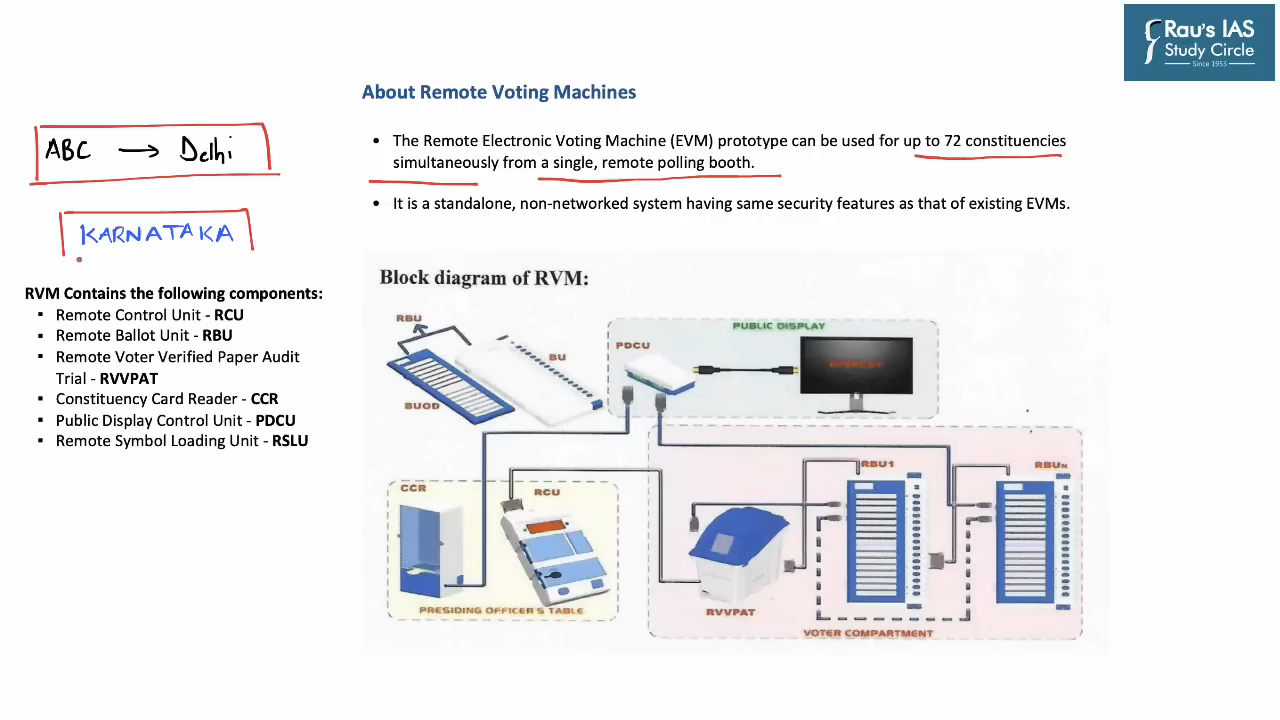 Rau's IAS
Study Circle
Since 1953
About Remote Voting Machines
• The Remote Electronic Voting Machine (EVM) prototype can be used for up to 72 constituencies
simultaneously from a single, remote polling booth.
• It is a standalone, non-networked system having same security features as that of existing EVMs.
ABC → Delhi
KARNATAKA
RVM Contains the following components:
▪ Remote Control Unit - RCU
▪ Remote Ballot Unit - RBU
▪ Remote Voter Verified Paper Audit
Trial - RVVPAT
▪ Constituency Card Reader - CCR
▪ Public Display Control Unit - PDCU
▪ Remote Symbol Loading Unit - RSLU
Block diagram of RVM:
RBU
BU
BUOD
PUBLIC DISPLAY
PDCU
DISPLAY
CCR
RCU
PRESIDING OFFICER'S TABLE
RBU1
RBUN
RVVPAT
VOTER COMPARTMENT